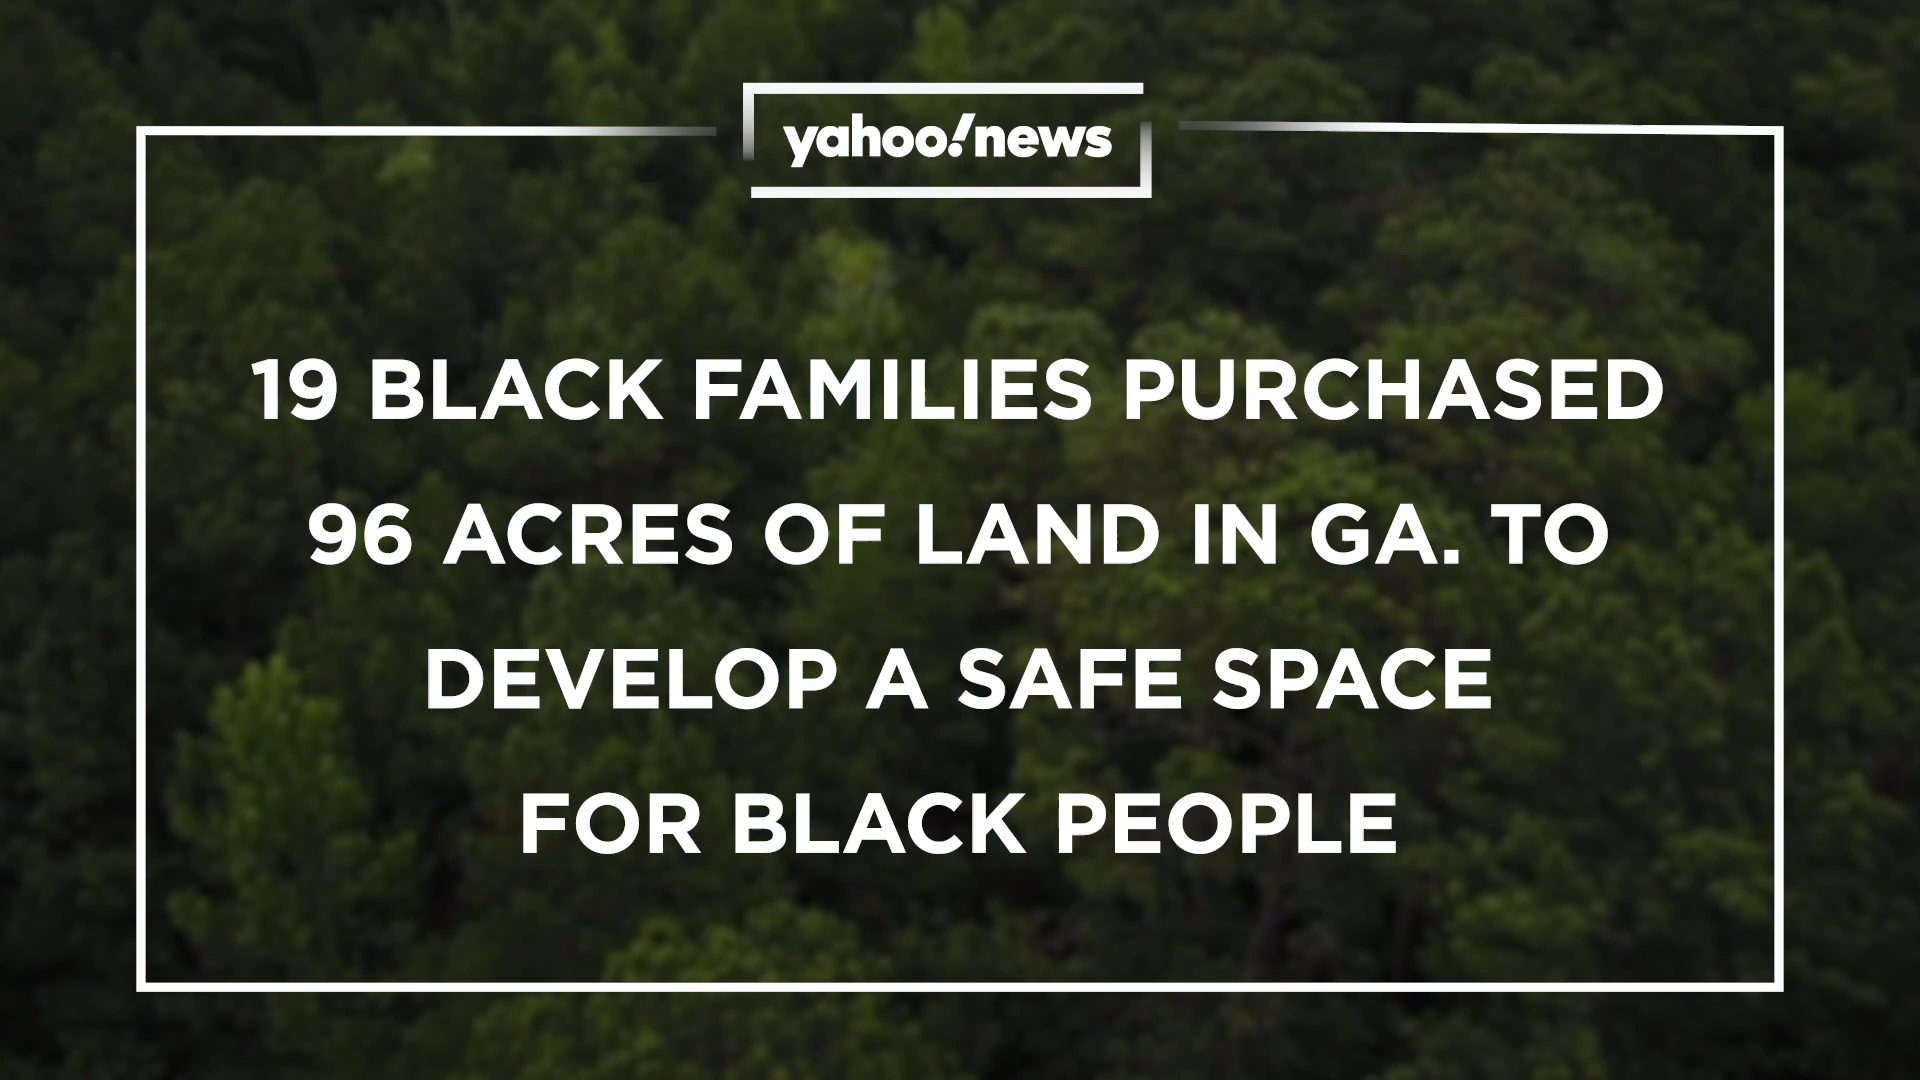 yahoo!news
19 BLACK FAMILIES PURCHASED
96 ACRES OF LAND IN GA. TO
DEVELOP A SAFE SPACE
FOR BLACK PEOPLE